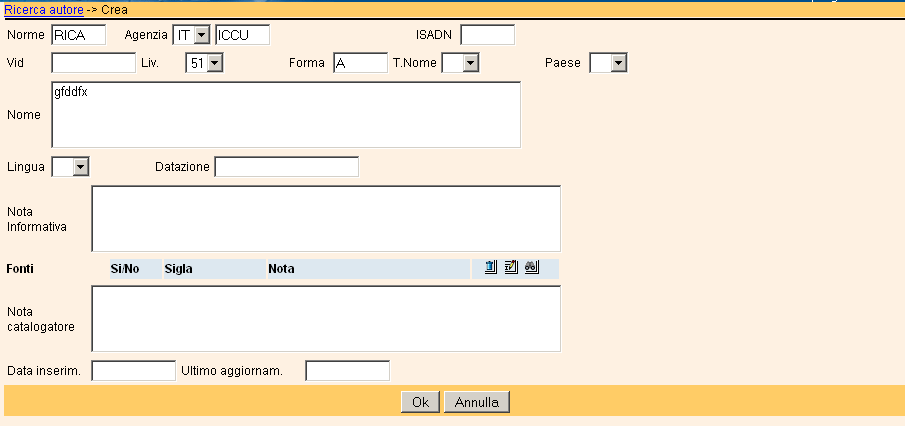 Ricerca autore -> Crea
Norme RICA Agenzia IT ICCU ISADN
Vid Liv. 51 Forma A T.Nome Paese
gfddfx
Nome
Lingua Datazione
Nota
Informativa
Fonti Si/No Sigla Nota
Nota
catalogatore
Data inserim. Ultimo aggiornam.
Ok Annulla